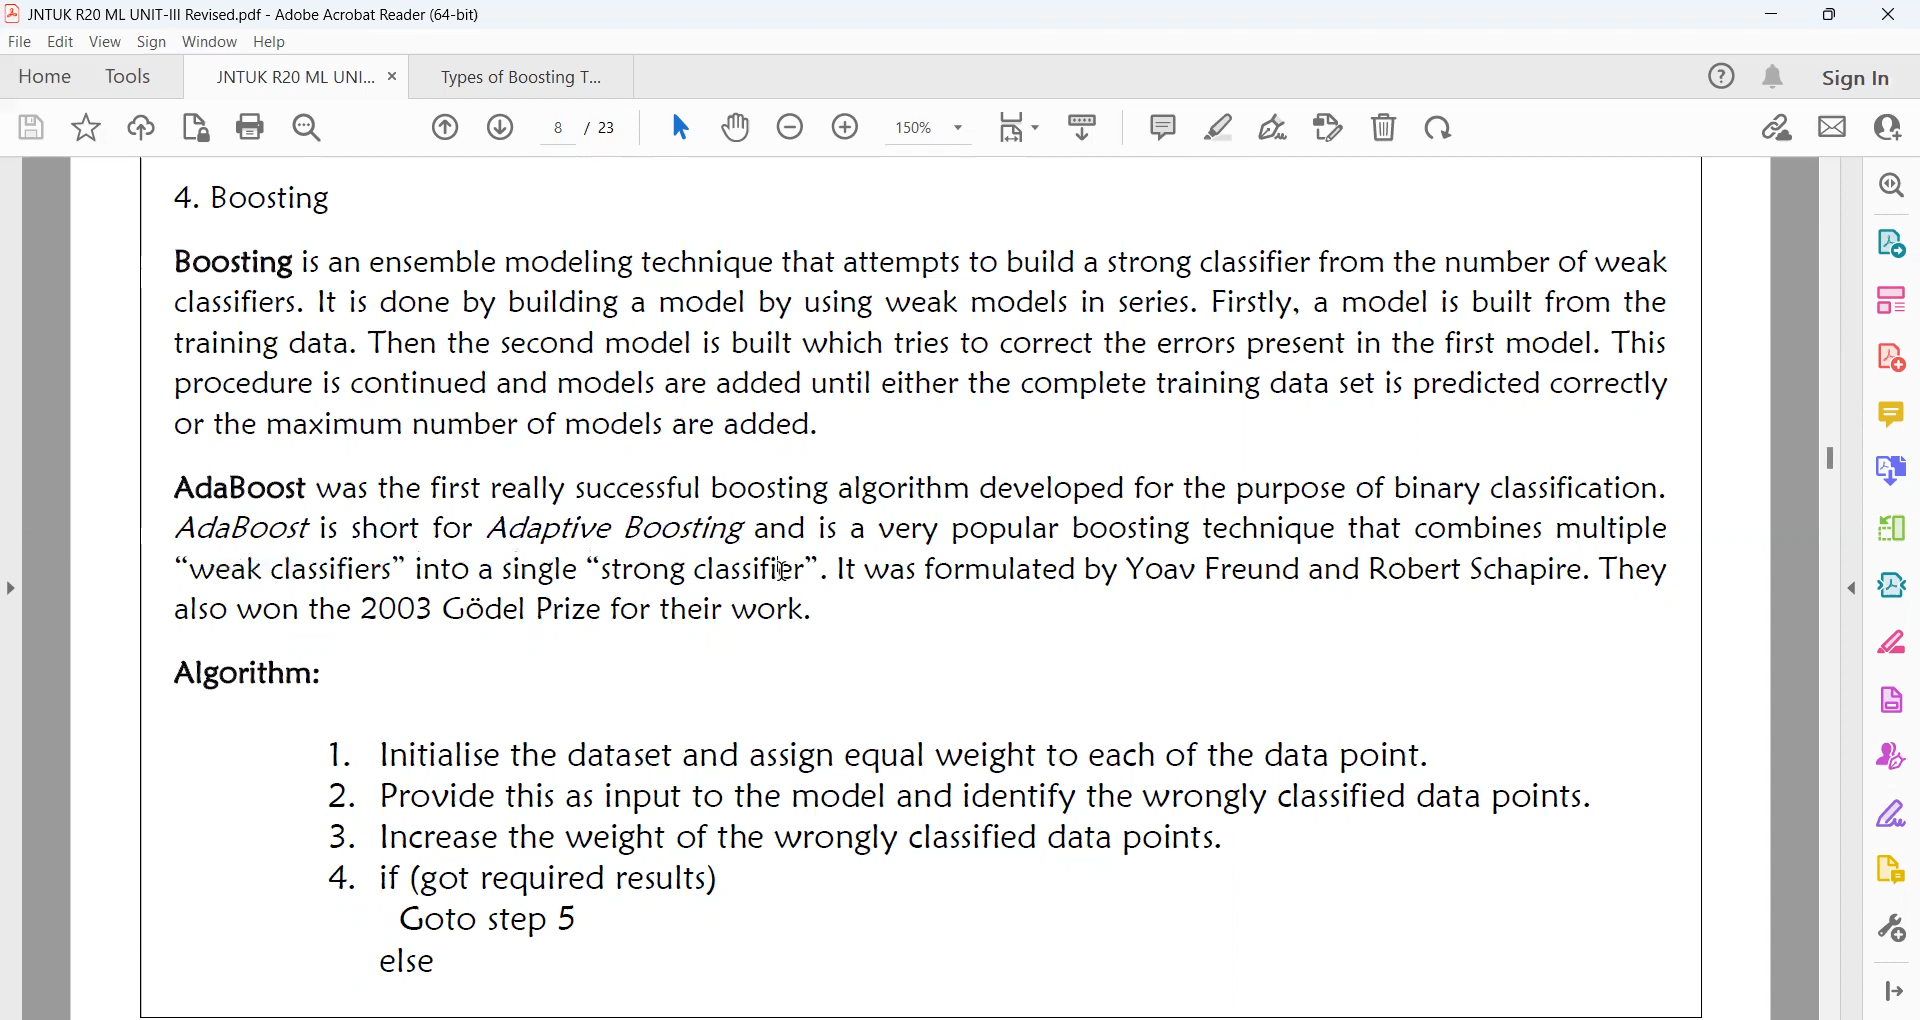 JNTUK R20 ML UNIT-III Revised.pdf - Adobe Acrobat Reader (64-bit)
File Edit View Sign Window Help
Home Tools JNTUK R20 ML UNI... × Types of Boosting T... Sign In
8 / 23 150%
4. Boosting
Boosting is an ensemble modeling technique that attempts to build a strong classifier from the number of weak
classifiers. It is done by building a model by using weak models in series. Firstly, a model is built from the
training data. Then the second model is built which tries to correct the errors present in the first model. This
procedure is continued and models are added until either the complete training data set is predicted correctly
or the maximum number of models are added.
AdaBoost was the first really successful boosting algorithm developed for the purpose of binary classification.
AdaBoost is short for Adaptive Boosting and is a very popular boosting technique that combines multiple
“weak classifiers” into a single “strong classifier”. It was formulated by Yoav Freund and Robert Schapire. They
also won the 2003 Gödel Prize for their work.
Algorithm:
1. Initialise the dataset and assign equal weight to each of the data point.
2. Provide this as input to the model and identify the wrongly classified data points.
3. Increase the weight of the wrongly classified data points.
4. if (got required results)
Goto step 5
else